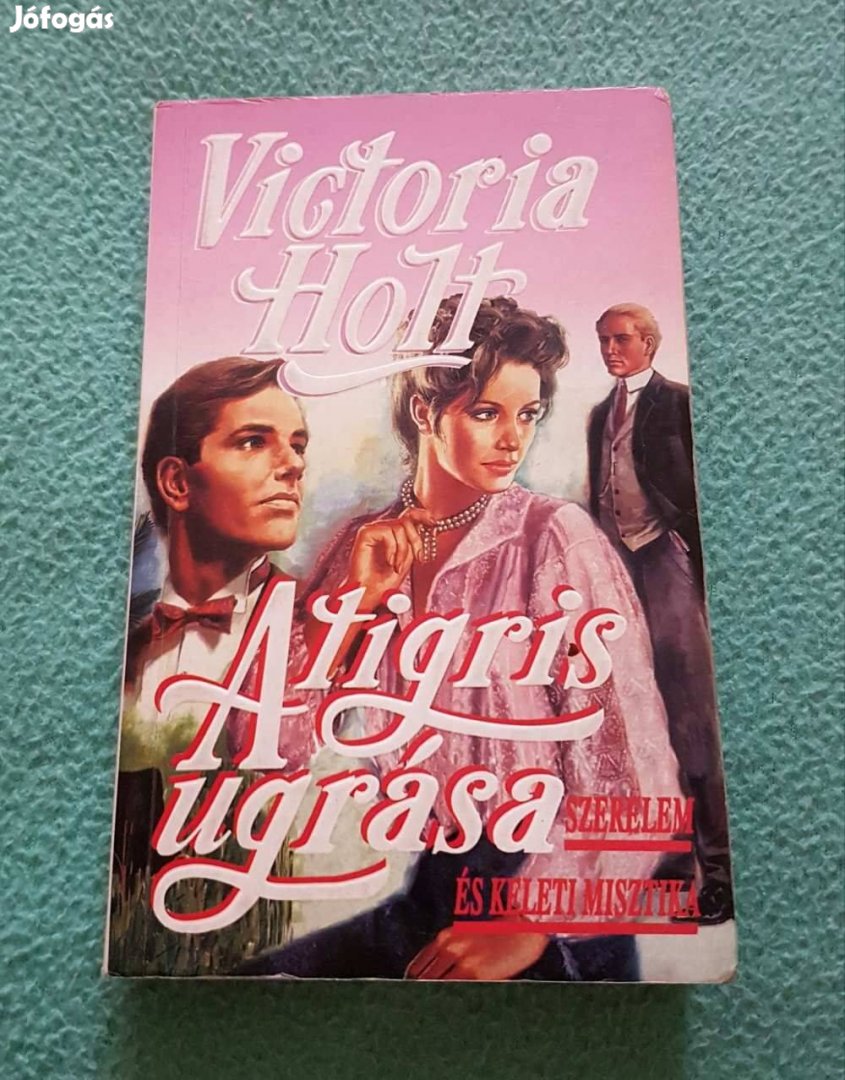 Jófogás
Victoria
Holt
A tigris
ugrása
SZERELEM
ÉS KELETI MISZTIKA